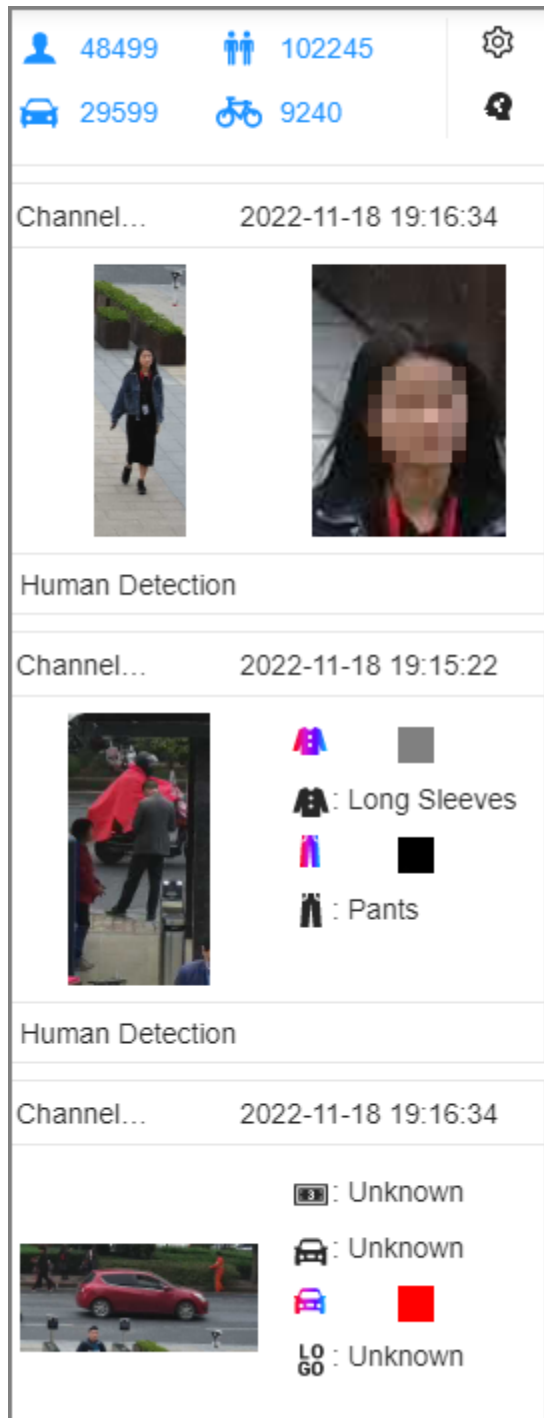 48499 102245
29599 9240
Channel... 2022-11-18 19:16:34
Human Detection
Channel... 2022-11-18 19:15:22
: Long Sleeves
: Pants
Human Detection
Channel... 2022-11-18 19:16:34
3 : Unknown
: Unknown
LO
GO : Unknown